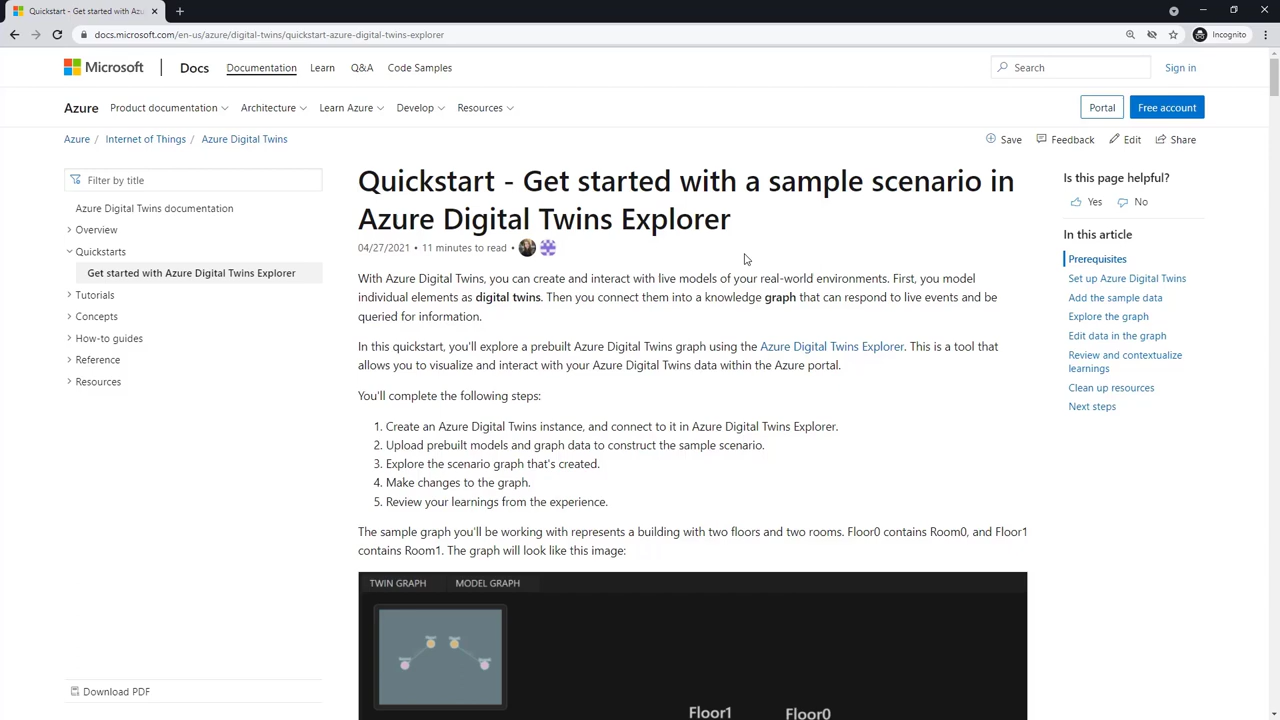 Quickstart - Get started with Azu
docs.microsoft.com/en-us/azure/digital-twins/quickstart-azure-digital-twins-explorer
Incognito
Microsoft
Docs
Documentation
Learn
Q&A
Code Samples
Search
Sign in
Azure
Product documentation
Architecture
Learn Azure
Develop
Resources
Portal
Free account
Azure / Internet of Things / Azure Digital Twins
Save
Feedback
Edit
Share
Filter by title
Azure Digital Twins documentation
Overview
Quickstarts
Get started with Azure Digital Twins Explorer
Tutorials
Concepts
How-to guides
Reference
Resources
Download PDF
Quickstart - Get started with a sample scenario in
Azure Digital Twins Explorer
04/27/2021 • 11 minutes to read •
With Azure Digital Twins, you can create and interact with live models of your real-world environments. First, you model
individual elements as digital twins. Then you connect them into a knowledge graph that can respond to live events and be
queried for information.
In this quickstart, you'll explore a prebuilt Azure Digital Twins graph using the Azure Digital Twins Explorer. This is a tool that
allows you to visualize and interact with your Azure Digital Twins data within the Azure portal.
You'll complete the following steps:
1. Create an Azure Digital Twins instance, and connect to it in Azure Digital Twins Explorer.
2. Upload prebuilt models and graph data to construct the sample scenario.
3. Explore the scenario graph that's created.
4. Make changes to the graph.
5. Review your learnings from the experience.
The sample graph you'll be working with represents a building with two floors and two rooms. Floor0 contains Room0, and Floor1
contains Room1. The graph will look like this image:
TWIN GRAPH
MODEL GRAPH
Floor1
Floor0
Is this page helpful?
Yes
No
In this article
Prerequisites
Set up Azure Digital Twins
Add the sample data
Explore the graph
Edit data in the graph
Review and contextualize
learnings
Clean up resources
Next steps